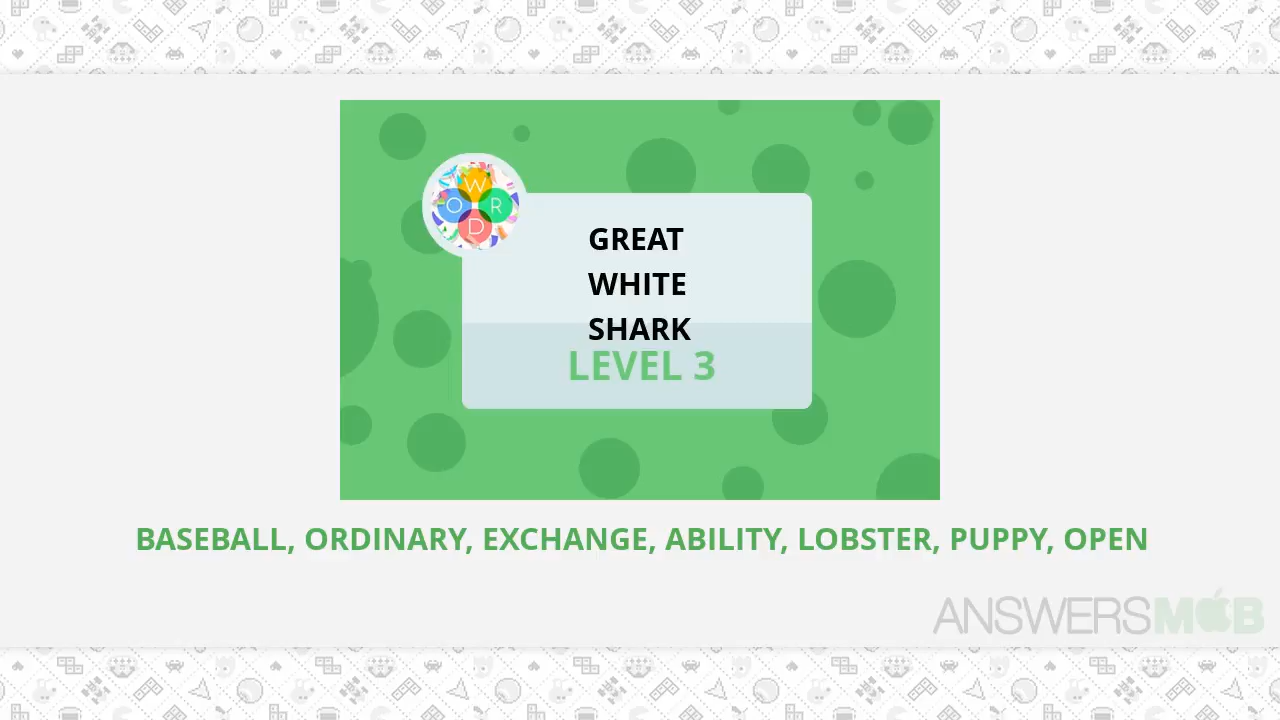 W
O R
D
GREAT
WHITE
SHARK
LEVEL 3
BASEBALL, ORDINARY, EXCHANGE, ABILITY, LOBSTER, PUPPY, OPEN
ANSWERSMOB